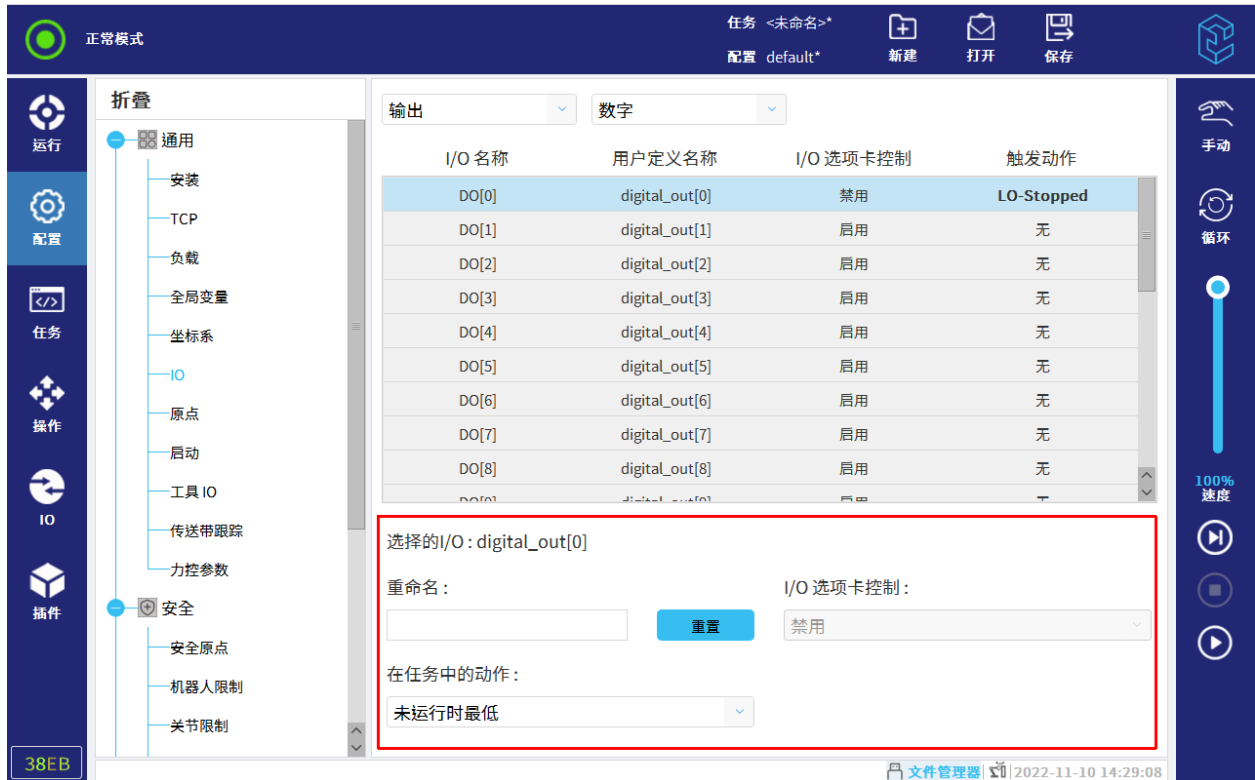 正常模式
任务 <未命名>*
配置 default*
新建
打开
保存
运行
配置
任务
操作
IO
插件
38EB
折叠
通用
安装
TCP
负载
全局变量
坐标系
IO
原点
启动
工具 IO
传送带跟踪
力控参数
安全
安全原点
机器人限制
关节限制
输出 数字
I/O 名称 用户定义名称 I/O 选项卡控制 触发动作
DO[0] digital_out[0] 禁用 LO-Stopped
DO[1] digital_out[1] 启用 无
DO[2] digital_out[2] 启用 无
DO[3] digital_out[3] 启用 无
DO[4] digital_out[4] 启用 无
DO[5] digital_out[5] 启用 无
DO[6] digital_out[6] 启用 无
DO[7] digital_out[7] 启用 无
DO[8] digital_out[8] 启用 无
选择的I/O : digital_out[0]
重命名 :
I/O 选项卡控制 :
重置
禁用
在任务中的动作 :
未运行时最低
文件管理器
2022-11-10 14:29:08
手动
循环
100%
速度